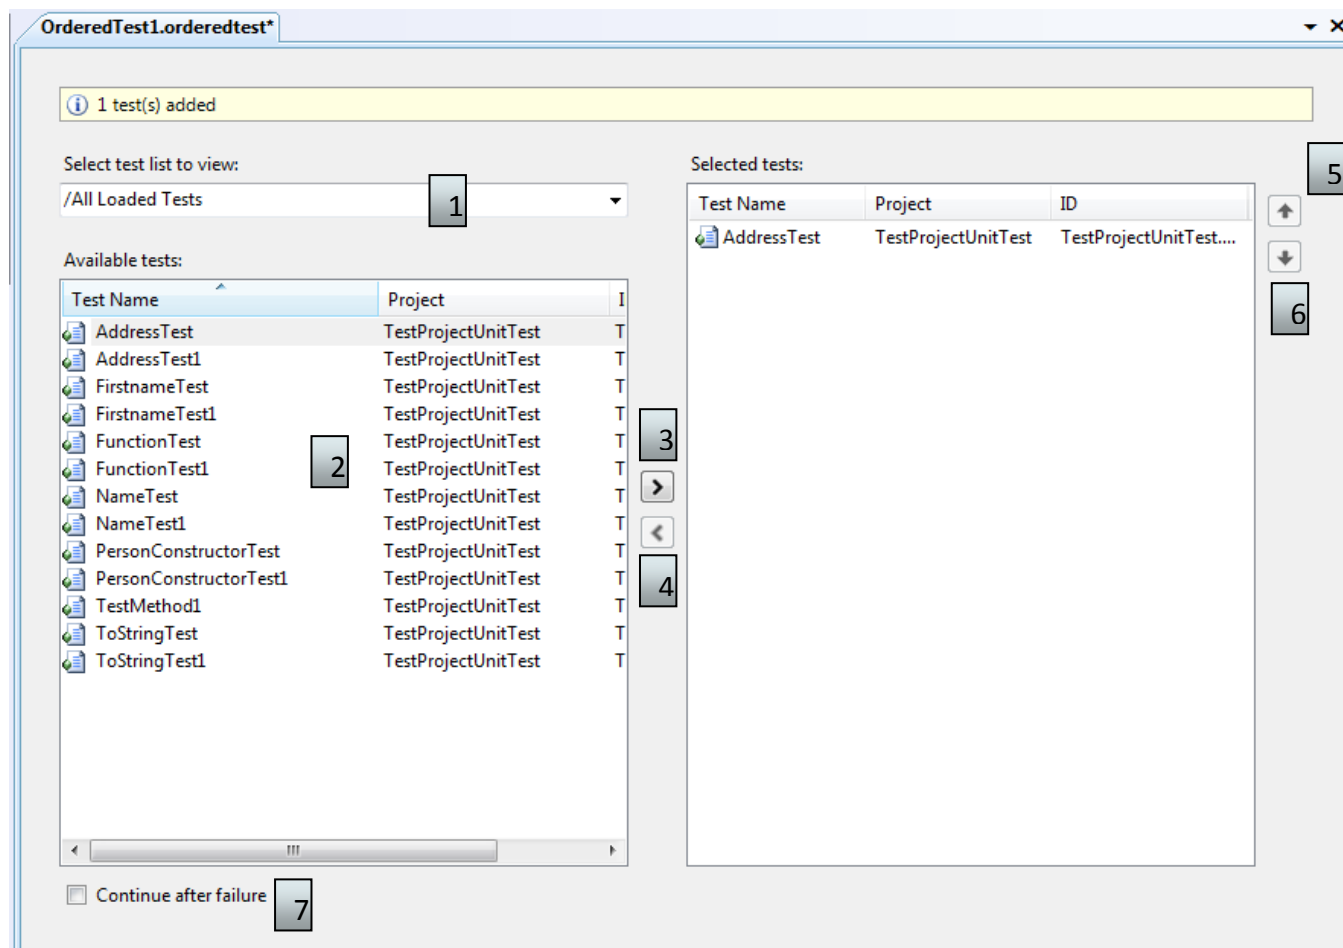 OrderedTest1.orderedtest*
1 test(s) added
Select test list to view:
/All Loaded Tests
1
Available tests:
Test Name Project I
AddressTest TestProjectUnitTest T
AddressTest1 TestProjectUnitTest T
FirstnameTest TestProjectUnitTest T
FirstnameTest1 TestProjectUnitTest T
FunctionTest TestProjectUnitTest T
2
FunctionTest1 TestProjectUnitTest T
NameTest TestProjectUnitTest T
NameTest1 TestProjectUnitTest T
PersonConstructorTest TestProjectUnitTest T
PersonConstructorTest1 TestProjectUnitTest T
TestMethod1 TestProjectUnitTest T
ToStringTest TestProjectUnitTest T
ToStringTest1 TestProjectUnitTest T
Continue after failure
7
3
4
Selected tests:
Test Name Project ID
AddressTest TestProjectUnitTest TestProjectUnitTest....
5
6